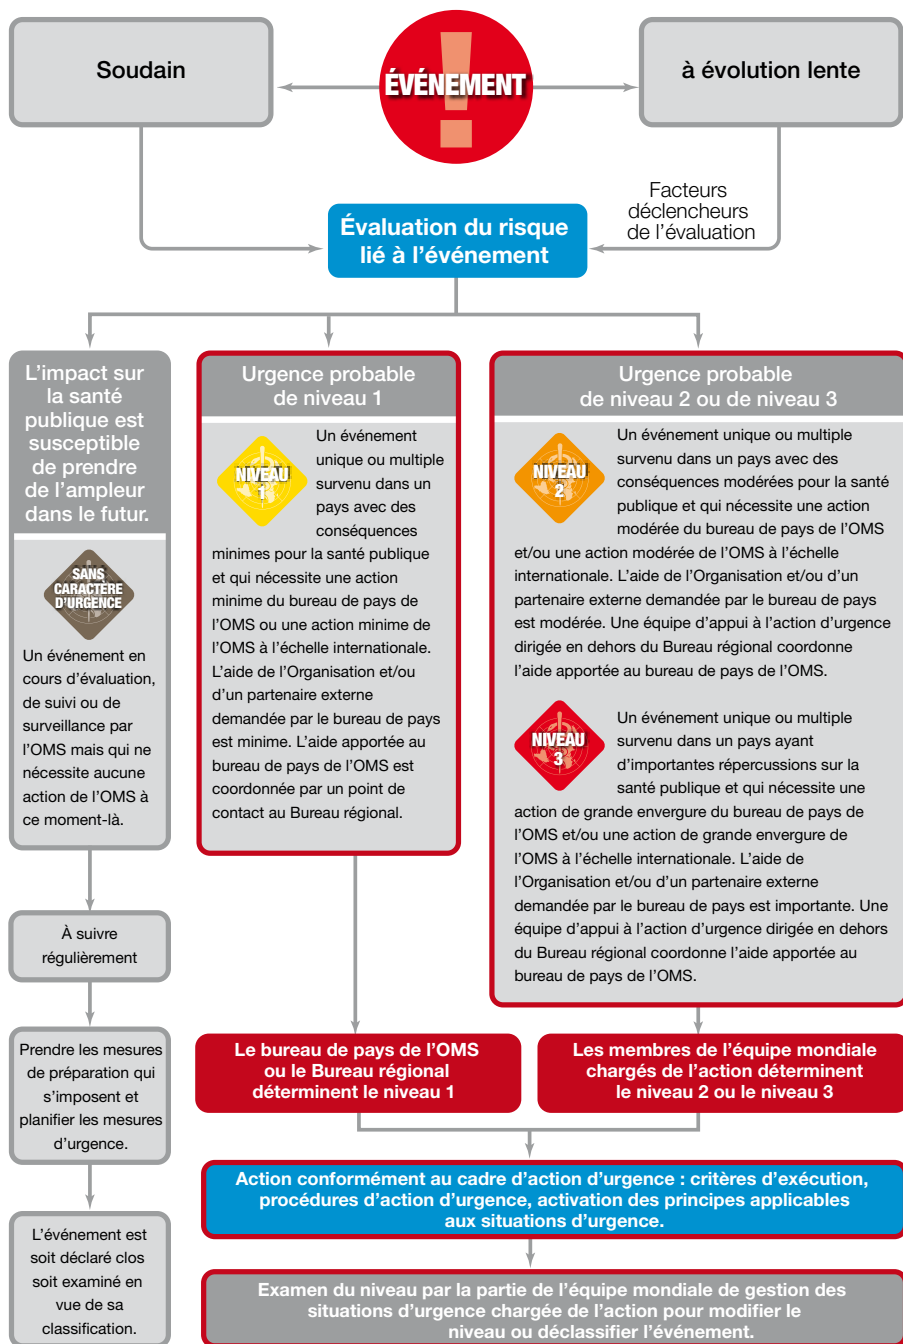 Soudain
ÉVÉNEMENT
à évolution lente
Facteurs
déclencheurs
de l'évaluation
Évaluation du risque
lié à l'événement
L'impact sur
la santé
publique est
susceptible
de prendre
de l'ampleur
dans le futur.
SANS
CARACTÈRE
D'URGENCE
Un événement en
cours d'évaluation,
de suivi ou de
surveillance par
l'OMS mais qui ne
nécessite aucune
action de l'OMS à
ce moment-là.
À suivre
régulièrement
Prendre les mesures
de préparation qui
s'imposent et
planifier les mesures
d'urgence.
L'événement est
soit déclaré clos
soit examiné en
vue de sa
classification.
Urgence probable
de niveau 1
NIVEAU
1
Un événement
unique ou multiple
survenu dans un
pays avec des
conséquences
minimes pour la santé publique
et qui nécessite une action
minime du bureau de pays de
l'OMS ou une action minime de
l'OMS à l'échelle internationale.
L'aide de l'Organisation et/ou
d'un partenaire externe
demandée par le bureau de pays
est minime. L'aide apportée au
bureau de pays de l'OMS est
coordonnée par un point de
contact au Bureau régional.
Urgence probable
de niveau 2 ou de niveau 3
NIVEAU
2
Un événement unique ou multiple
survenu dans un pays avec des
conséquences modérées pour la santé
publique et qui nécessite une action
modérée du bureau de pays de l'OMS
et/ou une action modérée de l'OMS à l'échelle
internationale. L'aide de l'Organisation et/ou d'un
partenaire externe demandée par le bureau de pays
est modérée. Une équipe d'appui à l'action d'urgence
dirigée en dehors du Bureau régional coordonne
l'aide apportée au bureau de pays de l'OMS.
NIVEAU
3
Un événement unique ou multiple
survenu dans un pays ayant
d'importantes répercussions sur la
santé publique et qui nécessite une
action de grande envergure du bureau de pays de
l'OMS et/ou une action de grande envergure de
l'OMS à l'échelle internationale. L'aide de
l'Organisation et/ou d'un partenaire externe
demandée par le bureau de pays est importante. Une
équipe d'appui à l'action d'urgence dirigée en dehors
du Bureau régional coordonne l'aide apportée au
bureau de pays de l'OMS.
Le bureau de pays de l'OMS
ou le Bureau régional
déterminent le niveau 1
Les membres de l'équipe mondiale
chargés de l'action déterminent
le niveau 2 ou le niveau 3
Action conformément au cadre d'action d'urgence : critères d'exécution,
procédures d'action d'urgence, activation des principes applicables
aux situations d'urgence.
Examen du niveau par la partie de l'équipe mondiale de gestion des
situations d'urgence chargée de l'action pour modifier le
niveau ou déclassifier l'événement.